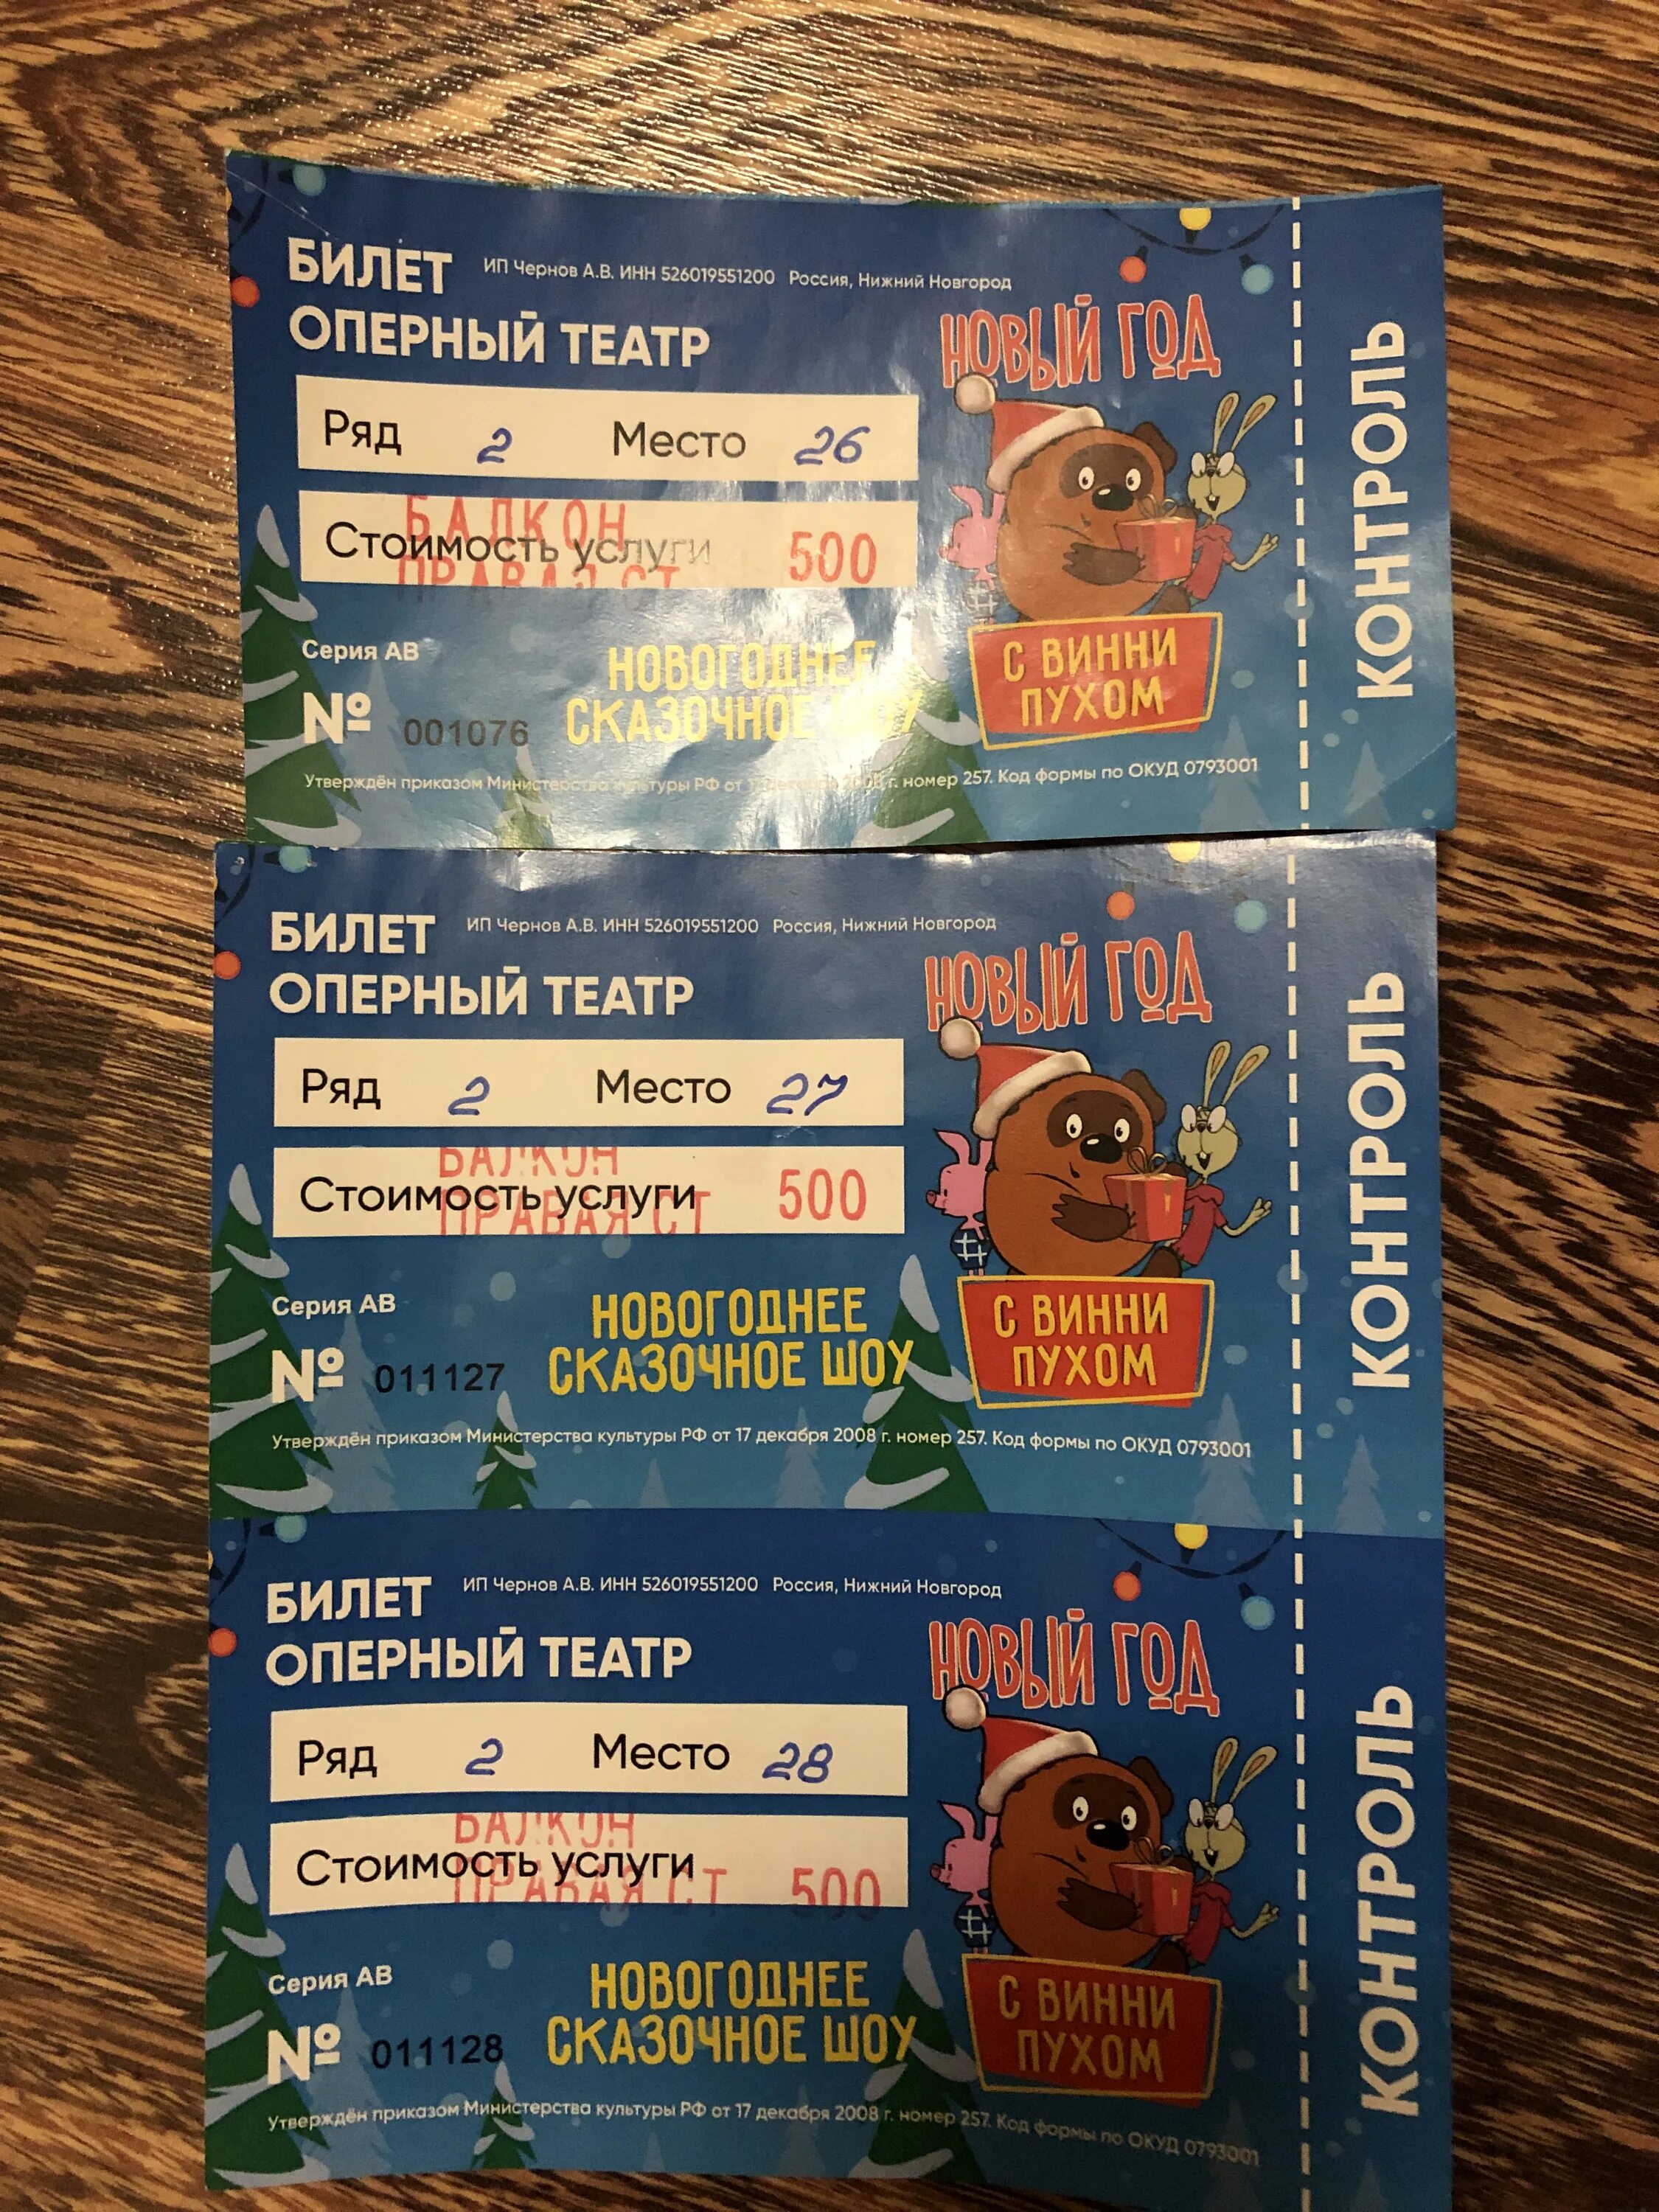 БИЛЕТ ИП Чернов А.В. ИНН 526019551200 Россия, Нижний Новгород
ОПЕРНЫЙ ТЕАТР
НОВЫЙ ГОД
Ряд 2 Место 26
БАЛКОН
Стоимость услуги 500
ПРАВАЯ СТ
С ВИННИ
ПУХОМ
Серия АВ
НОВОГОДНЕЕ
СКАЗОЧНОЕ ШОУ
№ 001076
Утверждён приказом Министерства культуры РФ от 17 декабря 2008 г. номер 257. Код формы по ОКУД 0793001
КОНТРОЛЬ
БИЛЕТ ИП Чернов А.В. ИНН 526019551200 Россия, Нижний Новгород
ОПЕРНЫЙ ТЕАТР
НОВЫЙ ГОД
Ряд 2 Место 27
БАЛКОН
Стоимость услуги 500
ПРАВАЯ СТ
С ВИННИ
ПУХОМ
Серия АВ
НОВОГОДНЕЕ
СКАЗОЧНОЕ ШОУ
№ 011127
Утверждён приказом Министерства культуры РФ от 17 декабря 2008 г. номер 257. Код формы по ОКУД 0793001
КОНТРОЛЬ
БИЛЕТ ИП Чернов А.В. ИНН 526019551200 Россия, Нижний Новгород
ОПЕРНЫЙ ТЕАТР
НОВЫЙ ГОД
Ряд 2 Место 28
БАЛКОН
Стоимость услуги 500
ПРАВАЯ СТ
С ВИННИ
ПУХОМ
Серия АВ
НОВОГОДНЕЕ
СКАЗОЧНОЕ ШОУ
№ 011128
Утверждён приказом Министерства культуры РФ от 17 декабря 2008 г. номер 257. Код формы по ОКУД 0793001
КОНТРОЛЬ